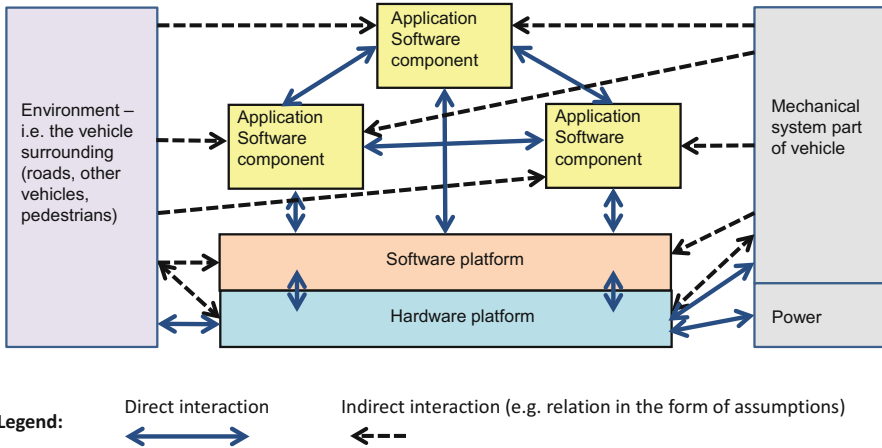 Application
Software
component
Environment –
i.e. the vehicle
surrounding
(roads, other
vehicles,
pedestrians)
Application
Software
component
Application
Software
component
Mechanical
system part
of vehicle
Software platform
Hardware platform
Power
Legend:
Direct interaction
Indirect interaction (e.g. relation in the form of assumptions)